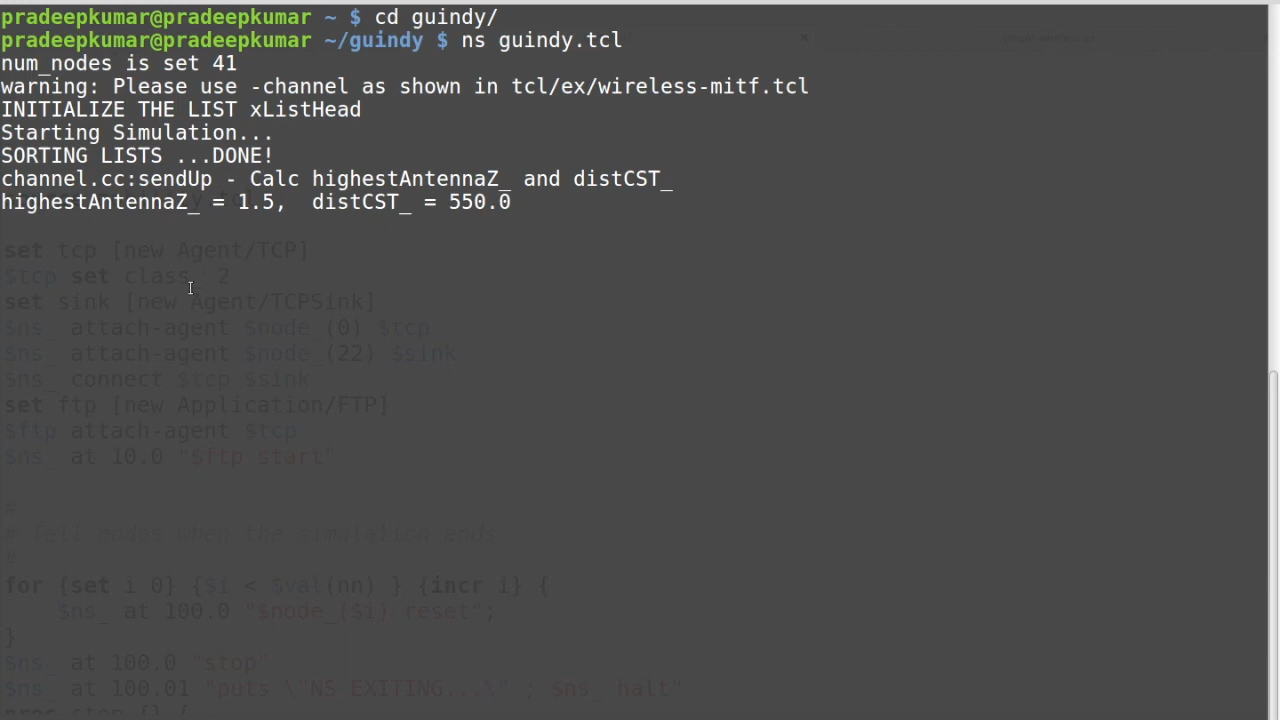 pradeepkumar@pradeepkumar ~ $ cd guindy/
pradeepkumar@pradeepkumar ~/guindy $ ns guindy.tcl
num_nodes is set 41
warning: Please use -channel as shown in tcl/ex/wireless-mitf.tcl
INITIALIZE THE LIST xListHead
Starting Simulation...
SORTING LISTS ...DONE!
channel.cc:sendUp - Calc highestAntennaZ_ and distCST_
highestAntennaZ_ = 1.5,  distCST_ = 550.0
set tcp [new Agent/TCP]
$tcp set class_ 2
set sink [new Agent/TCPSink]
$ns_ attach-agent $node_(0) $tcp
$ns_ attach-agent $node_(22) $sink
$ns_ connect $tcp $sink
set ftp [new Application/FTP]
$ftp attach-agent $tcp
$ns_ at 10.0 "$ftp start"
#
# Tell nodes when the simulation ends
#
for {set i 0} {$i < $val(nn) } {incr i} {
$ns_ at 100.0 "$node_($i) reset";
}
$ns_ at 100.0 "stop"
$ns_ at 100.01 "puts \"NS EXITING...\" ; $ns_ halt"
proc stop {} {